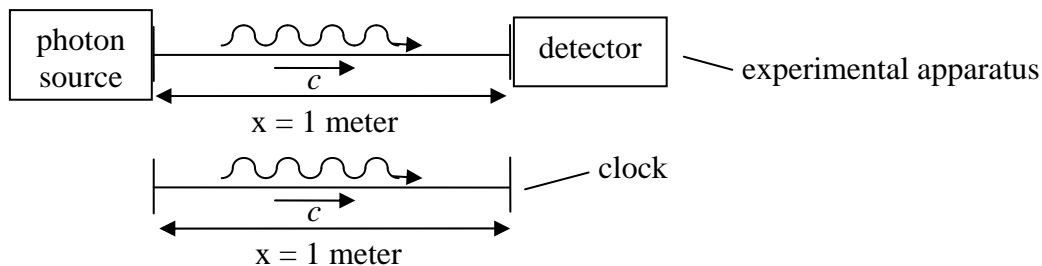 photon
source
detector
experimental apparatus
c
x = 1 meter
clock
c
x = 1 meter